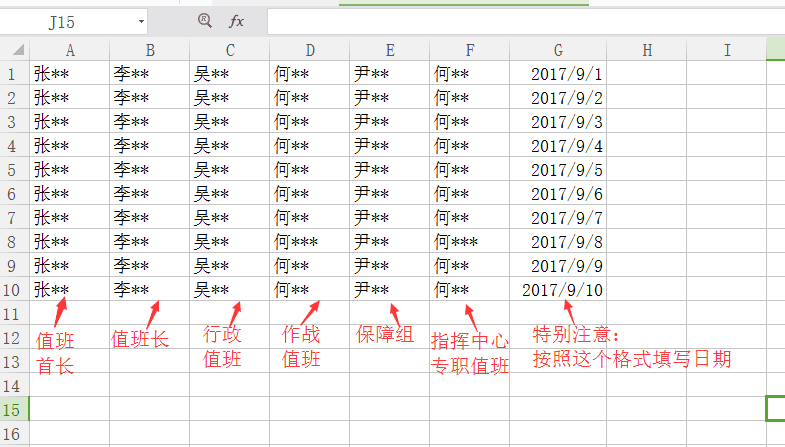 J15 fx
A B C D E F G H I
1 张** 李** 吴** 何** 尹** 何** 2017/9/1
2 张** 李** 吴** 何** 尹** 何** 2017/9/2
3 张** 李** 吴** 何** 尹** 何** 2017/9/3
4 张** 李** 吴** 何** 尹** 何** 2017/9/4
5 张** 李** 吴** 何** 尹** 何** 2017/9/5
6 张** 李** 吴** 何** 尹** 何** 2017/9/6
7 张** 李** 吴** 何** 尹** 何** 2017/9/7
8 张** 李** 吴** 何*** 尹** 何*** 2017/9/8
9 张** 李** 吴** 何** 尹** 何** 2017/9/9
10 张** 李** 吴** 何** 尹** 何** 2017/9/10
11
12 值班 值班长 行政 作战 保障组 指挥中心 特别注意：
13 首长 值班 值班 专职值班 按照这个格式填写日期
14
15
16